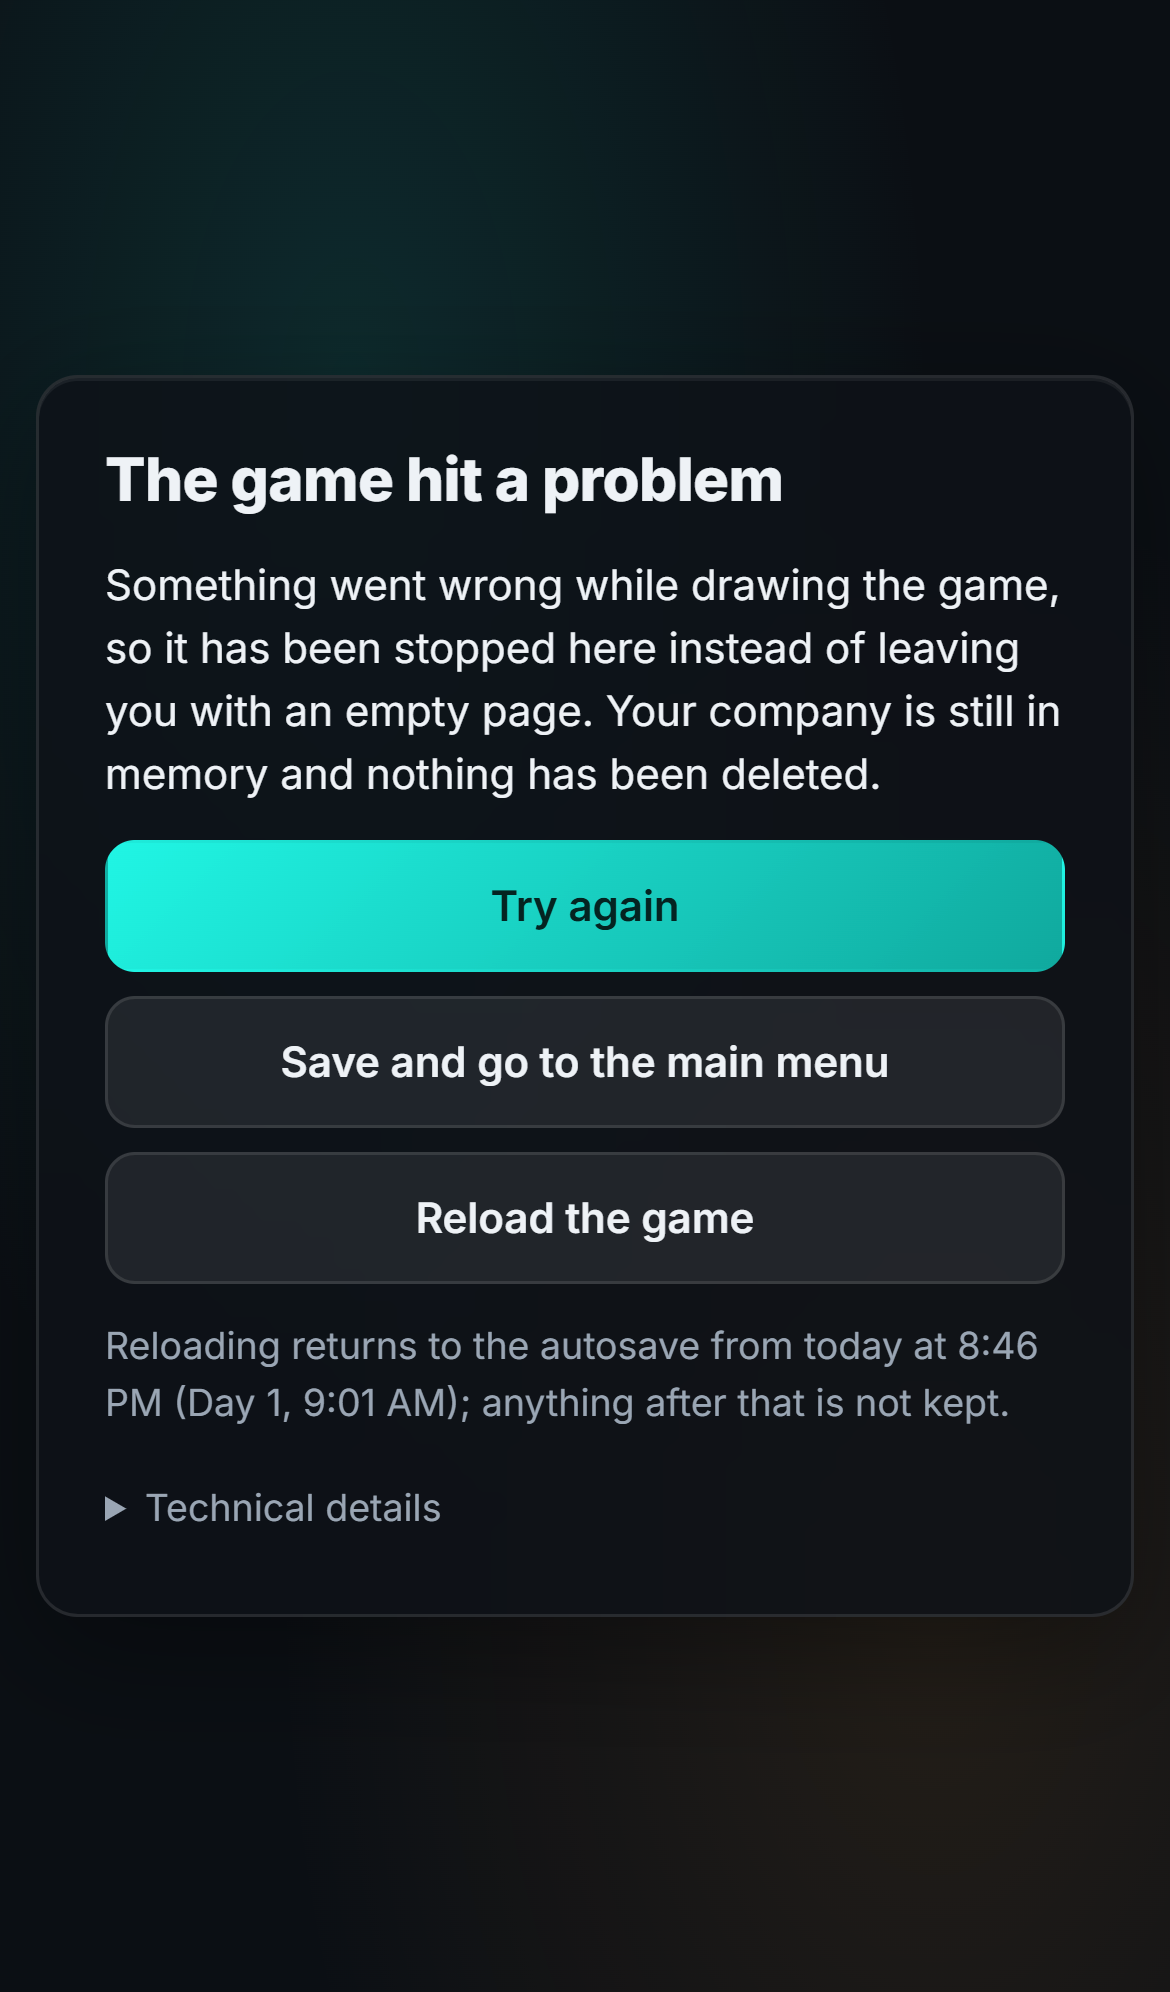 The game hit a problem
Something went wrong while drawing the game,
so it has been stopped here instead of leaving
you with an empty page. Your company is still in
memory and nothing has been deleted.
Try again
Save and go to the main menu
Reload the game
Reloading returns to the autosave from today at 8:46
PM (Day 1, 9:01 AM); anything after that is not kept.
Technical details